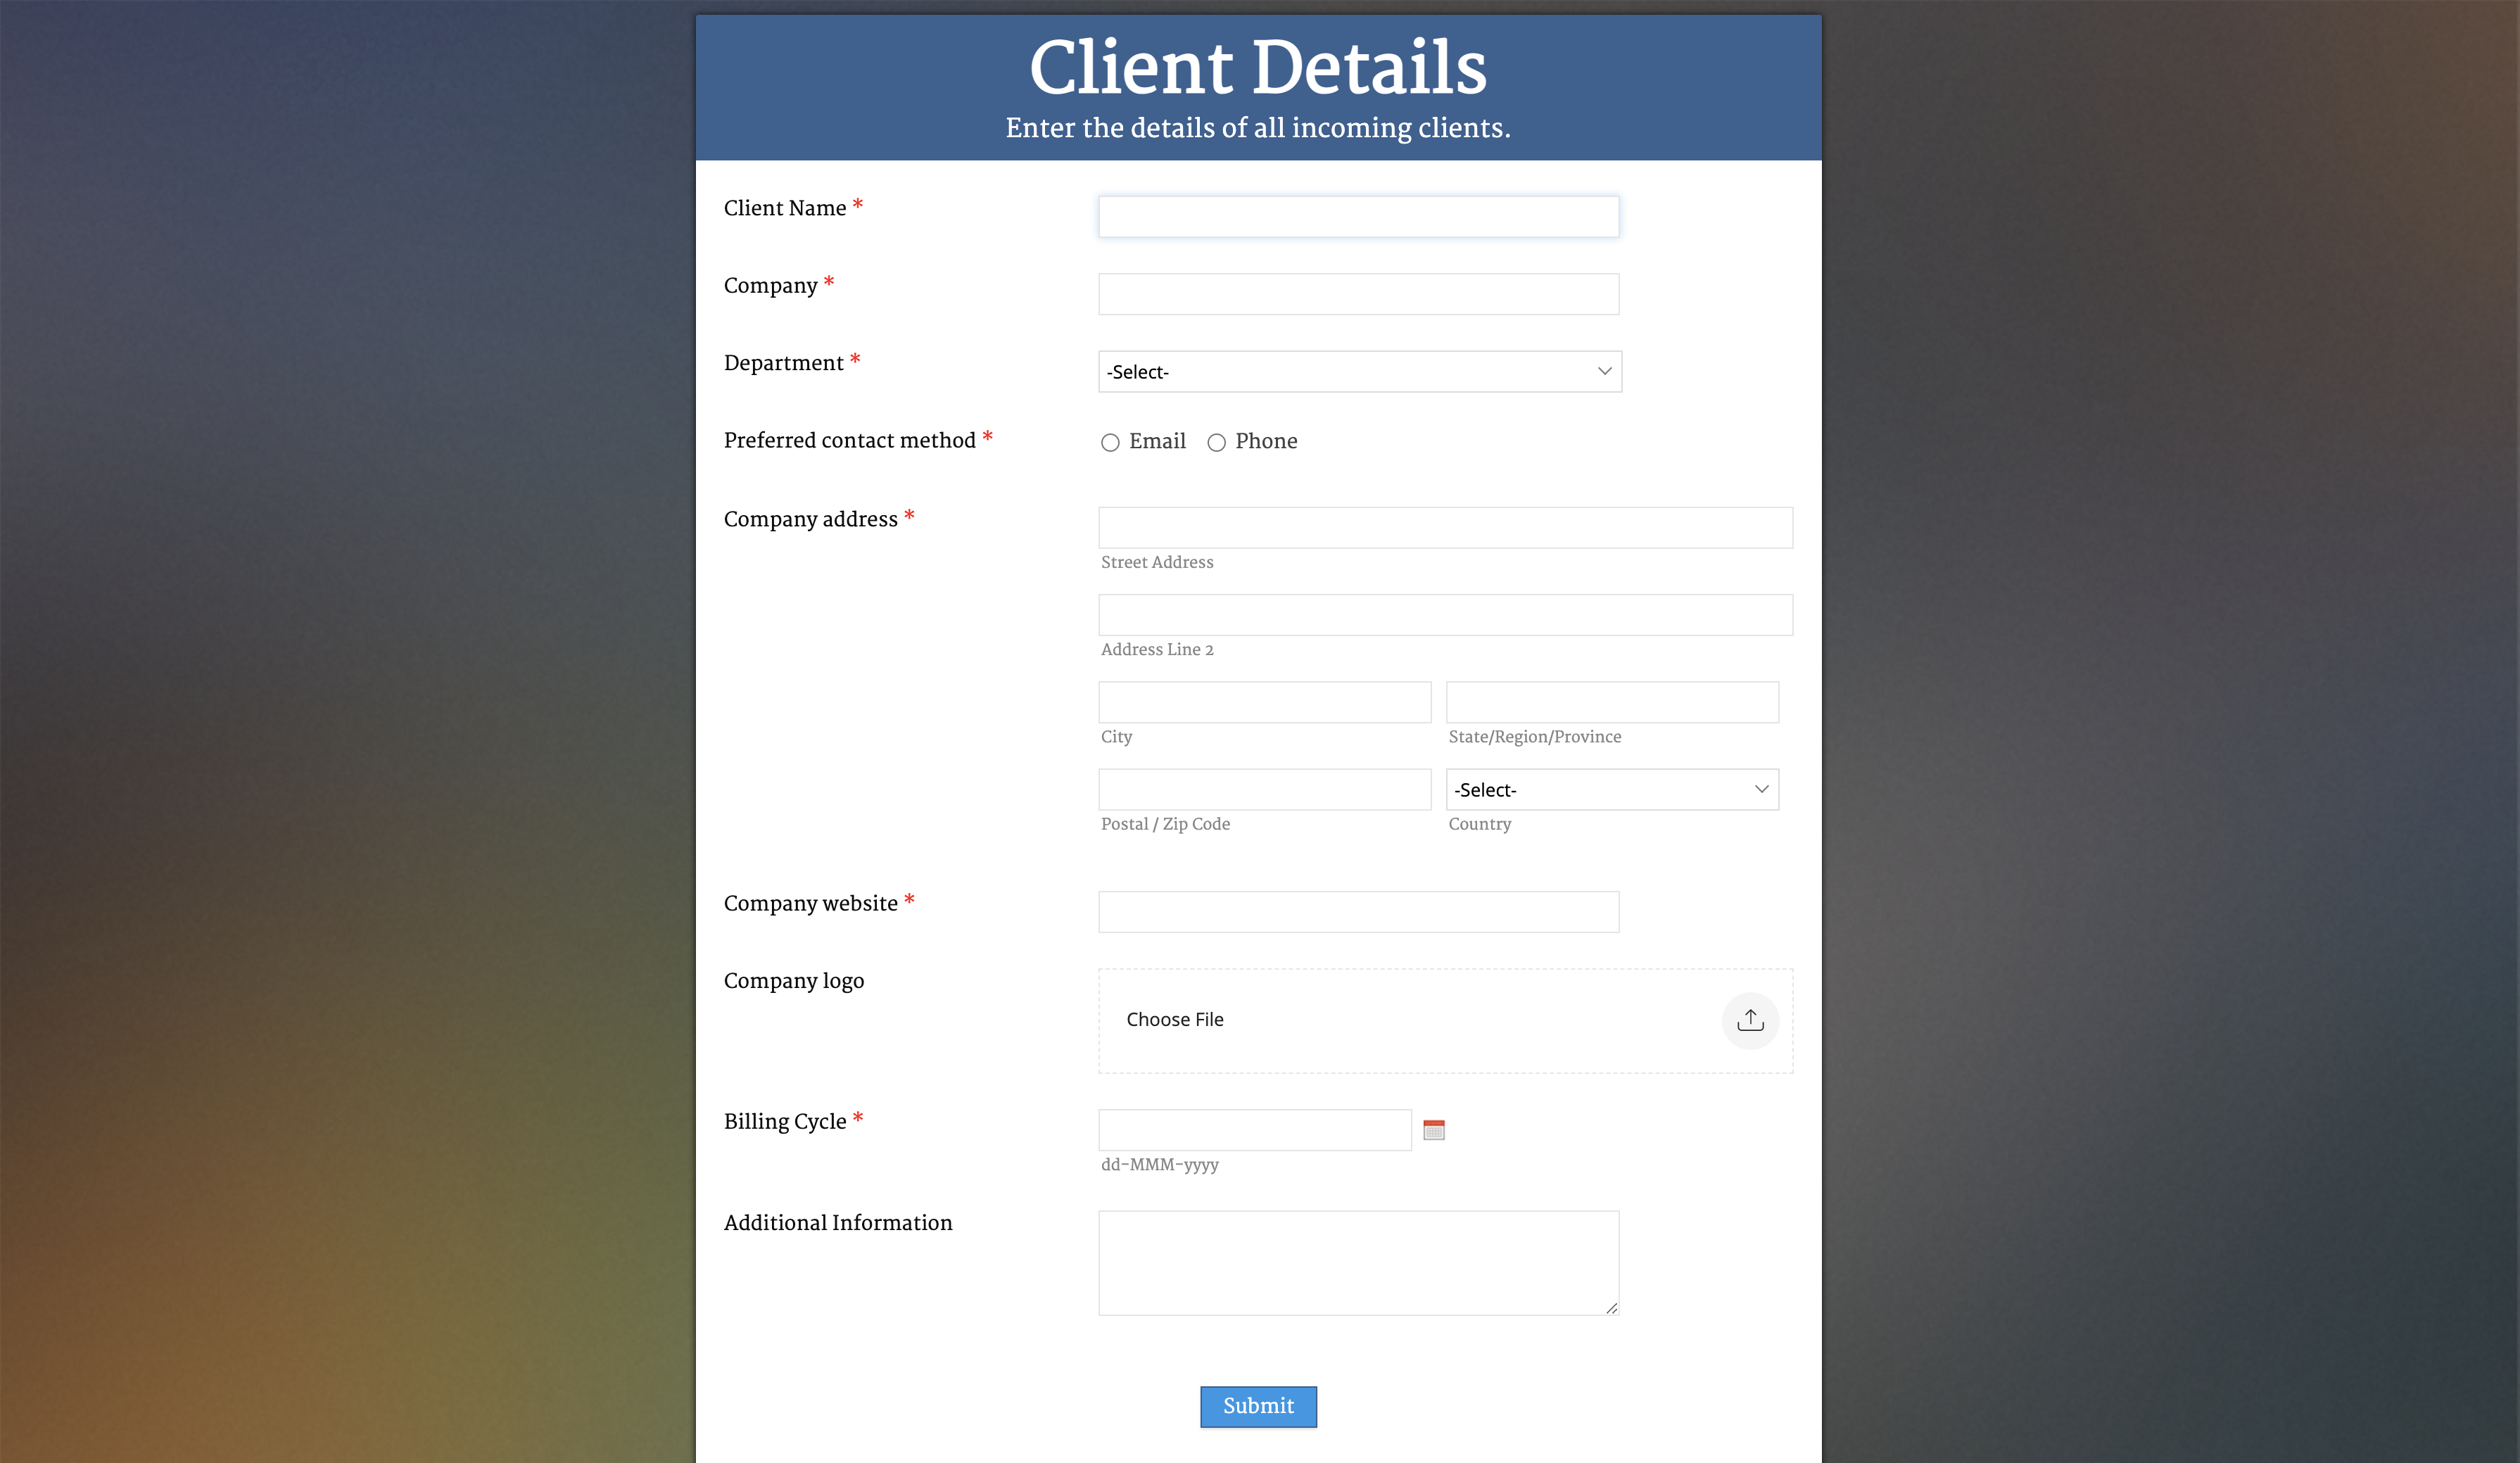 Client Details
Enter the details of all incoming clients.
Client Name *
Company *
Department *
-Select-
Preferred contact method *
Email Phone
Company address *
Street Address
Address Line 2
City State/Region/Province
-Select-
Postal / Zip Code Country
Company website *
Company logo
Choose File
Billing Cycle *
dd-MMM-yyyy
Additional Information
Submit